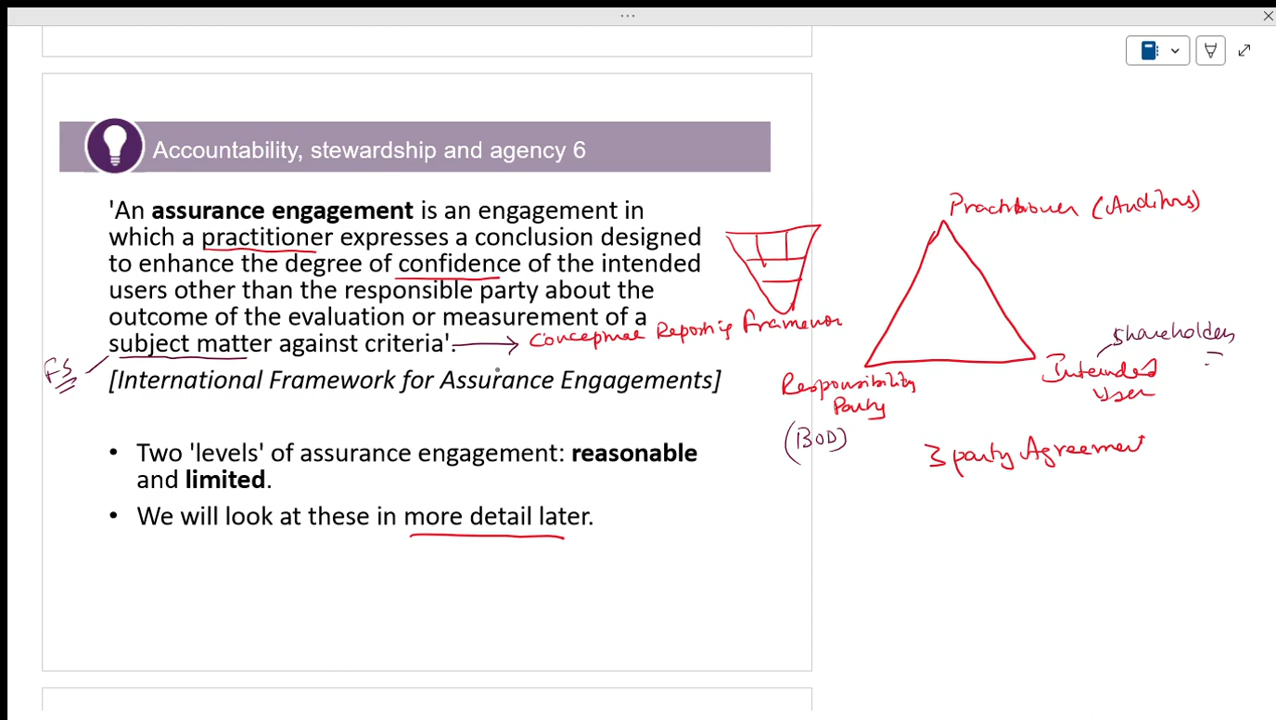 Accountability, stewardship and agency 6
'An assurance engagement is an engagement in
which a practitioner expresses a conclusion designed
to enhance the degree of confidence of the intended
users other than the responsible party about the
outcome of the evaluation or measurement of a
subject matter against criteria'.
Conceptual Reporting Framework
FS
[International Framework for Assurance Engagements]
• Two 'levels' of assurance engagement: reasonable
and limited.
• We will look at these in more detail later.
Practitioner (Auditors)
Shareholders
Intended
User
Responsibility
Party
(BOD)
3 party Agreement